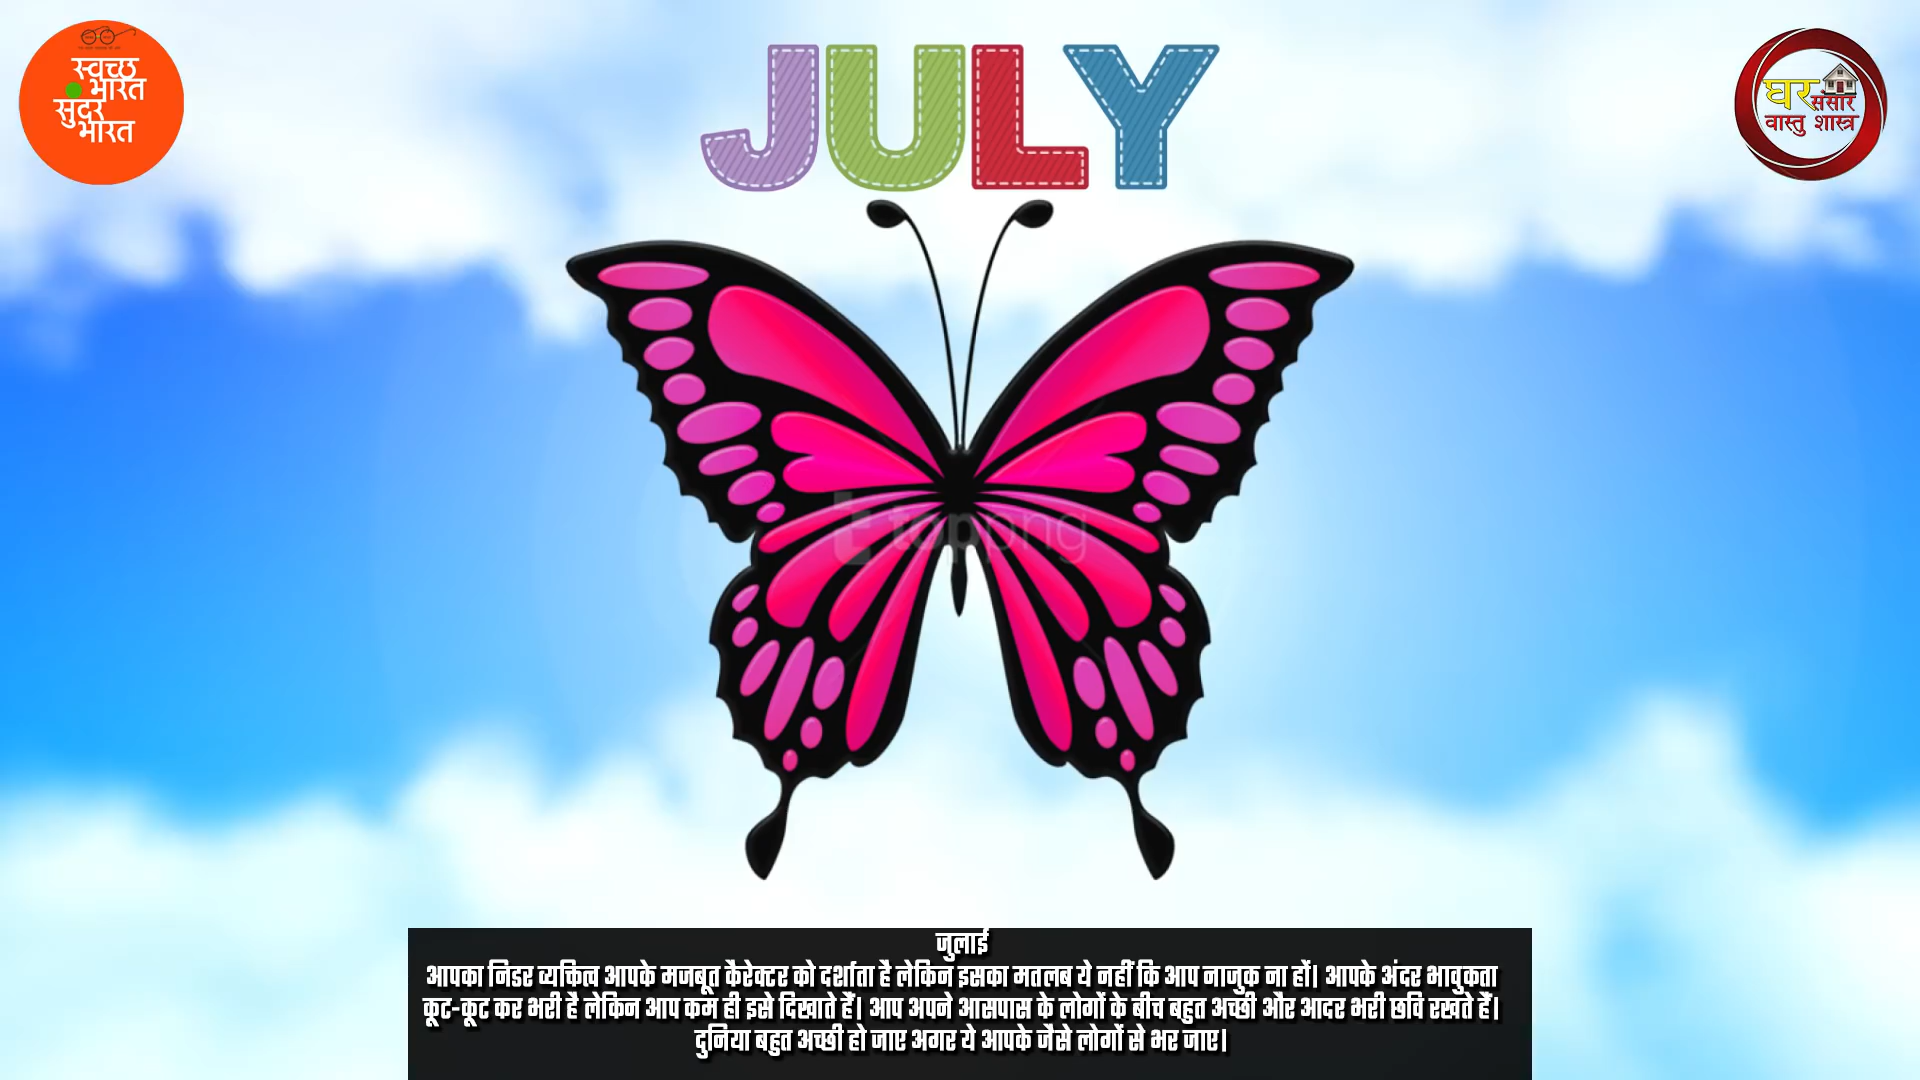 JULY
स्वच्छ
भारत
सुंदर
भारत
घर
संसार
वास्तु शास्त्र
toppng
जुलाई
आपका निडर व्यक्तित्व आपके मजबूत कैरेक्टर को दर्शाता है लेकिन इसका मतलब ये नहीं कि आप नाजुक ना हों। आपके अंदर भावुकता
कूट-कूट कर भरी है लेकिन आप कम ही इसे दिखाते हैं। आप अपने आसपास के लोगों के बीच बहुत अच्छी और आदर भरी छवि रखते हैं।
दुनिया बहुत अच्छी हो जाए अगर ये आपके जैसे लोगों से भर जाए।